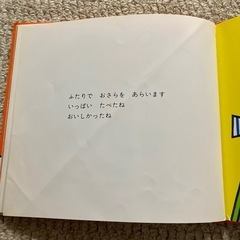 ふたりで おさらを あらいます
いっぱい たべたね
おいしかったね